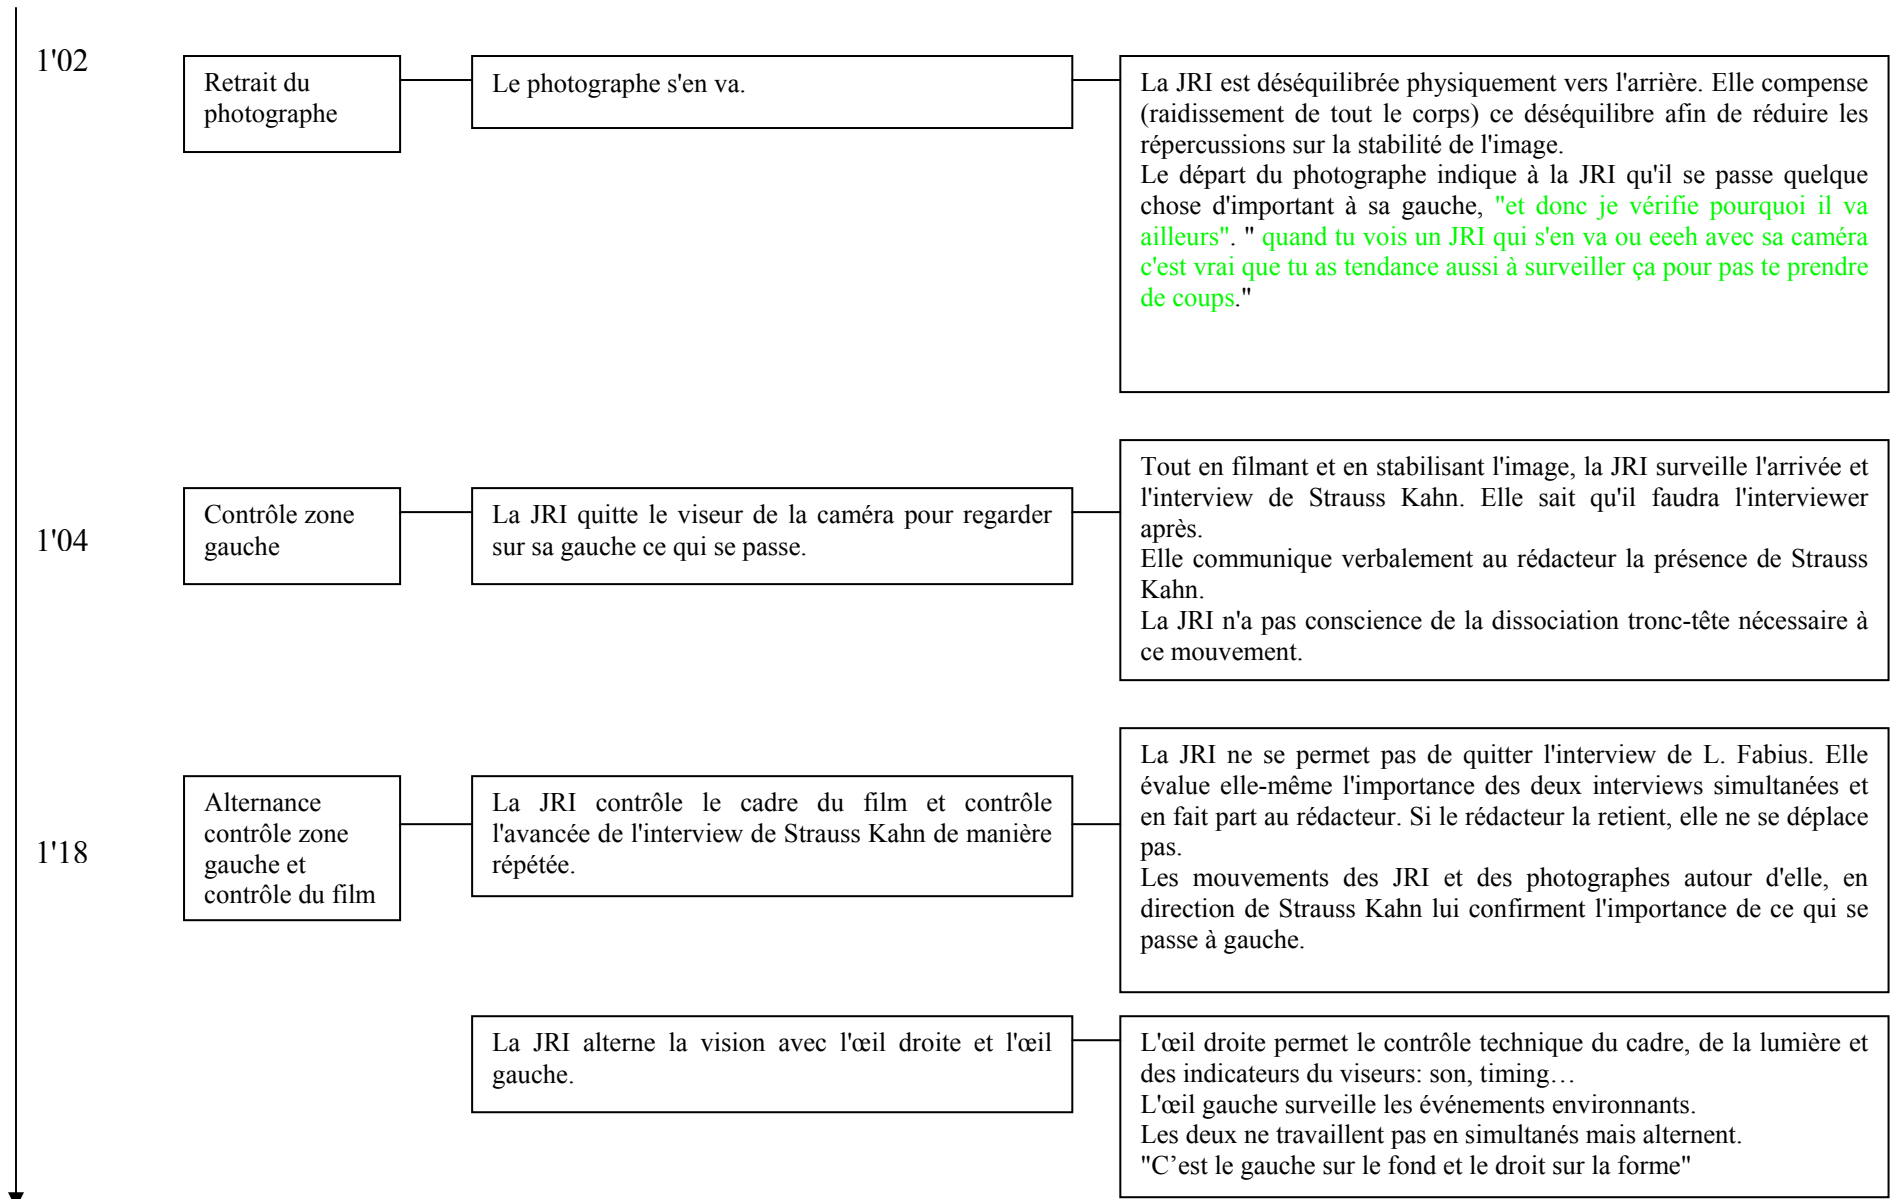 1'02
Retrait du
photographe
Le photographe s'en va.
La JRI est déséquilibrée physiquement vers l'arrière. Elle compense
(raidissement de tout le corps) ce déséquilibre afin de réduire les
répercussions sur la stabilité de l'image.
Le départ du photographe indique à la JRI qu'il se passe quelque
chose d'important à sa gauche, "et donc je vérifie pourquoi il va
ailleurs". " quand tu vois un JRI qui s'en va ou eeeh avec sa caméra
c'est vrai que tu as tendance aussi à surveiller ça pour pas te prendre
de coups."
1'04
Contrôle zone
gauche
La JRI quitte le viseur de la caméra pour regarder
sur sa gauche ce qui se passe.
Tout en filmant et en stabilisant l'image, la JRI surveille l'arrivée et
l'interview de Strauss Kahn. Elle sait qu'il faudra l'interviewer
après.
Elle communique verbalement au rédacteur la présence de Strauss
Kahn.
La JRI n'a pas conscience de la dissociation tronc-tête nécessaire à
ce mouvement.
1'18
Alternance
contrôle zone
gauche et
contrôle du film
La JRI contrôle le cadre du film et contrôle
l'avancée de l'interview de Strauss Kahn de manière
répétée.
La JRI ne se permet pas de quitter l'interview de L. Fabius. Elle
évalue elle-même l'importance des deux interviews simultanées et
en fait part au rédacteur. Si le rédacteur la retient, elle ne se déplace
pas.
Les mouvements des JRI et des photographes autour d'elle, en
direction de Strauss Kahn lui confirment l'importance de ce qui se
passe à gauche.
La JRI alterne la vision avec l'œil droite et l'œil
gauche.
L'œil droite permet le contrôle technique du cadre, de la lumière et
des indicateurs du viseurs: son, timing…
L'œil gauche surveille les événements environnants.
Les deux ne travaillent pas en simultanés mais alternent.
"C’est le gauche sur le fond et le droit sur la forme"